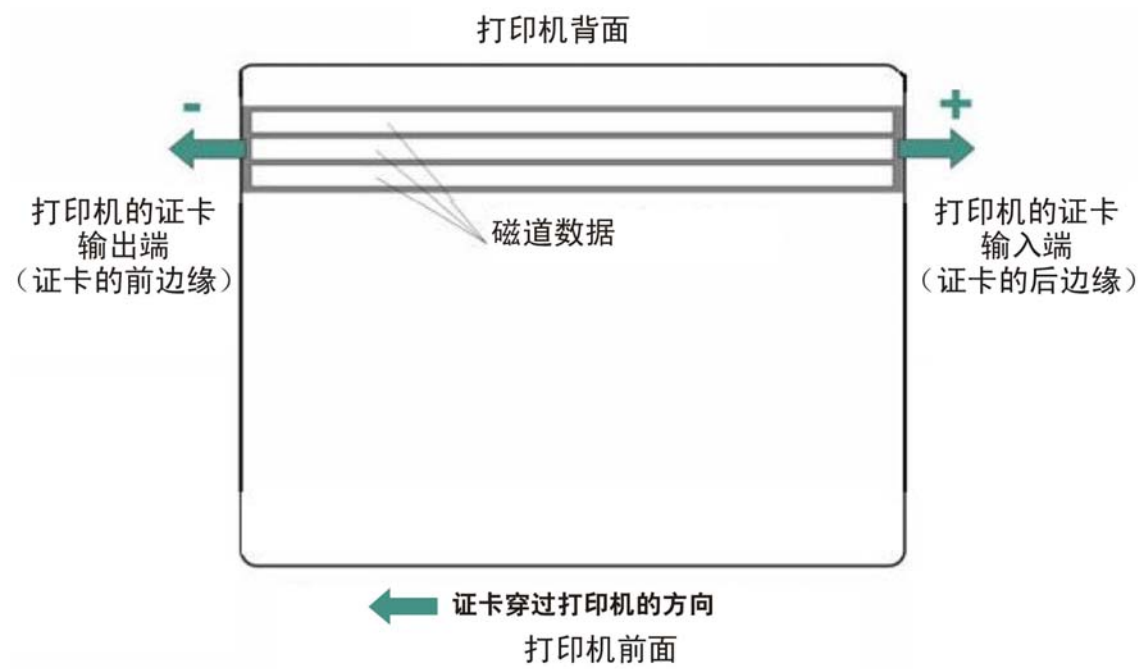 打印机背面
-
+
打印机的证卡
输出端
（证卡的前边缘）
打印机的证卡
输入端
（证卡的后边缘）
磁道数据
证卡穿过打印机的方向
打印机前面